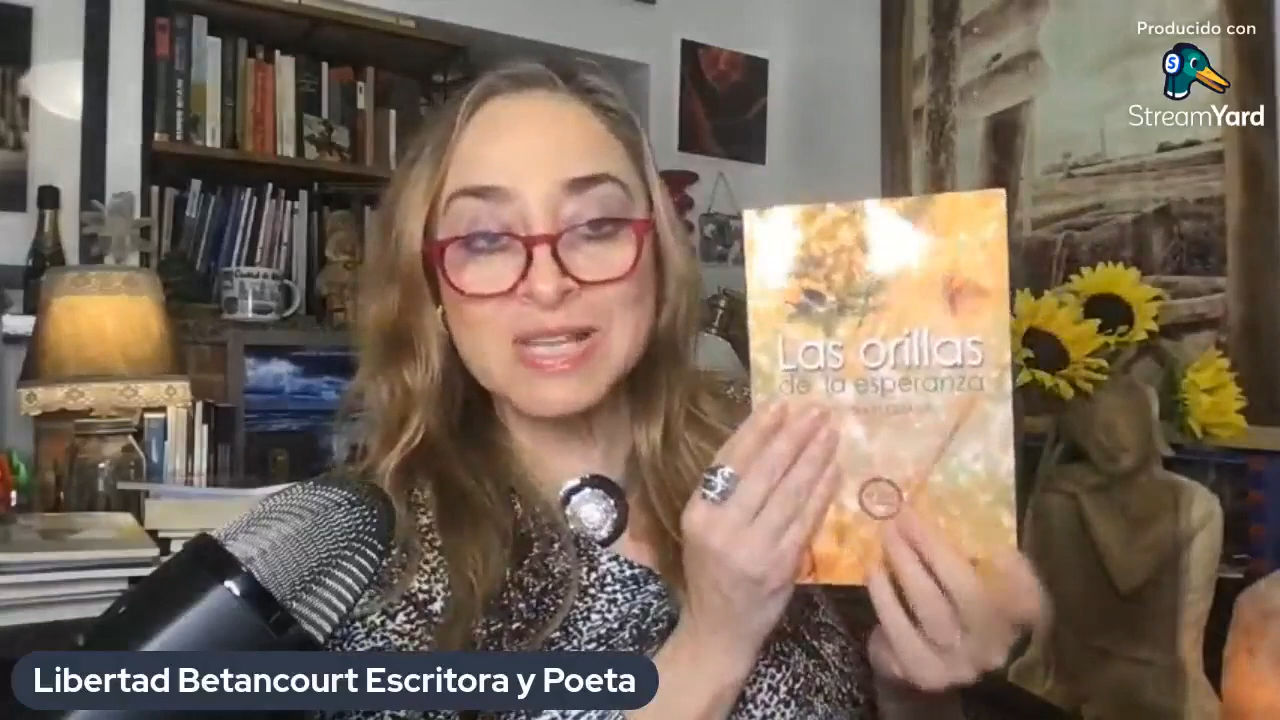 Producido con
StreamYard
Las orillas
de la esperanza
Libertad Betancourt Escritora y Poeta